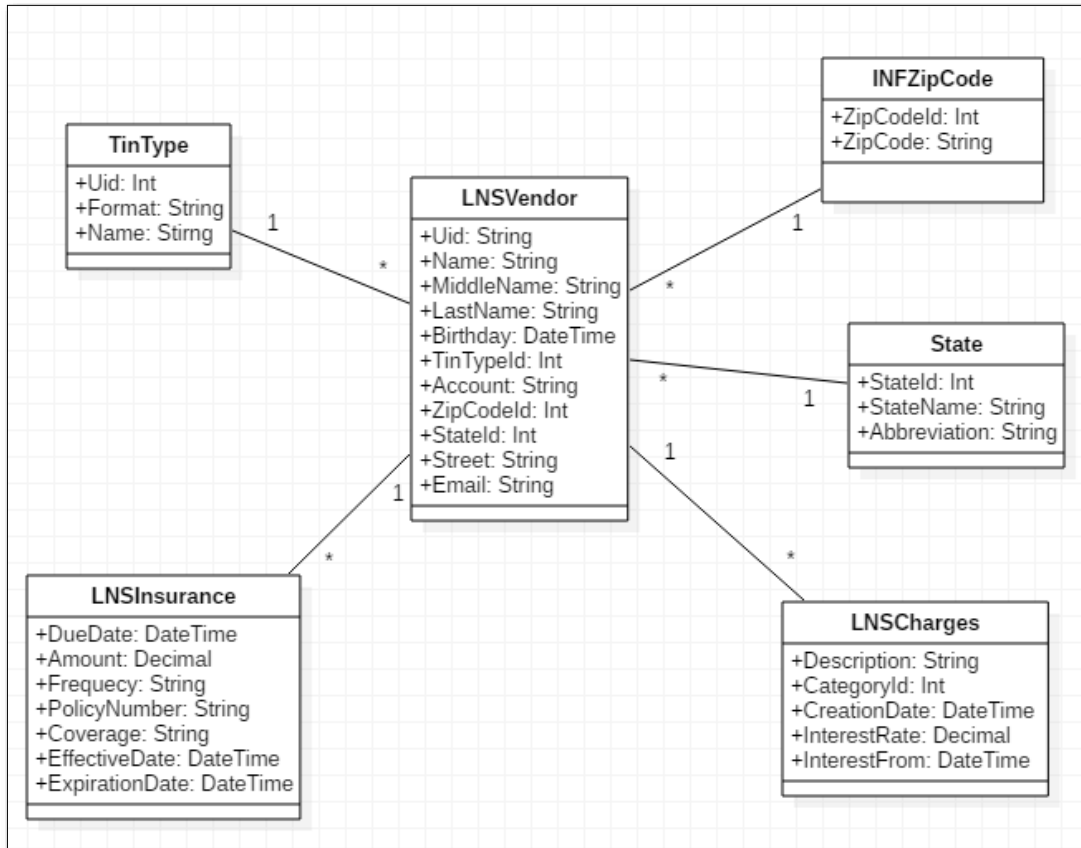 TinType
+Uid: Int
+Format: String
+Name: Stirng
1
*
LNSVendor
+Uid: String
+Name: String
+MiddleName: String
+LastName: String
+Birthday: DateTime
+TinTypeId: Int
+Account: String
+ZipCodeId: Int
+StateId: Int
+Street: String
+Email: String
INFZipCode
+ZipCodeId: Int
+ZipCode: String
1
*
State
+StateId: Int
+StateName: String
+Abbreviation: String
*
1
1
*
LNSInsurance
+DueDate: DateTime
+Amount: Decimal
+Frequecy: String
+PolicyNumber: String
+Coverage: String
+EffectiveDate: DateTime
+ExpirationDate: DateTime
1
*
LNSCharges
+Description: String
+CategoryId: Int
+CreationDate: DateTime
+InterestRate: Decimal
+InterestFrom: DateTime